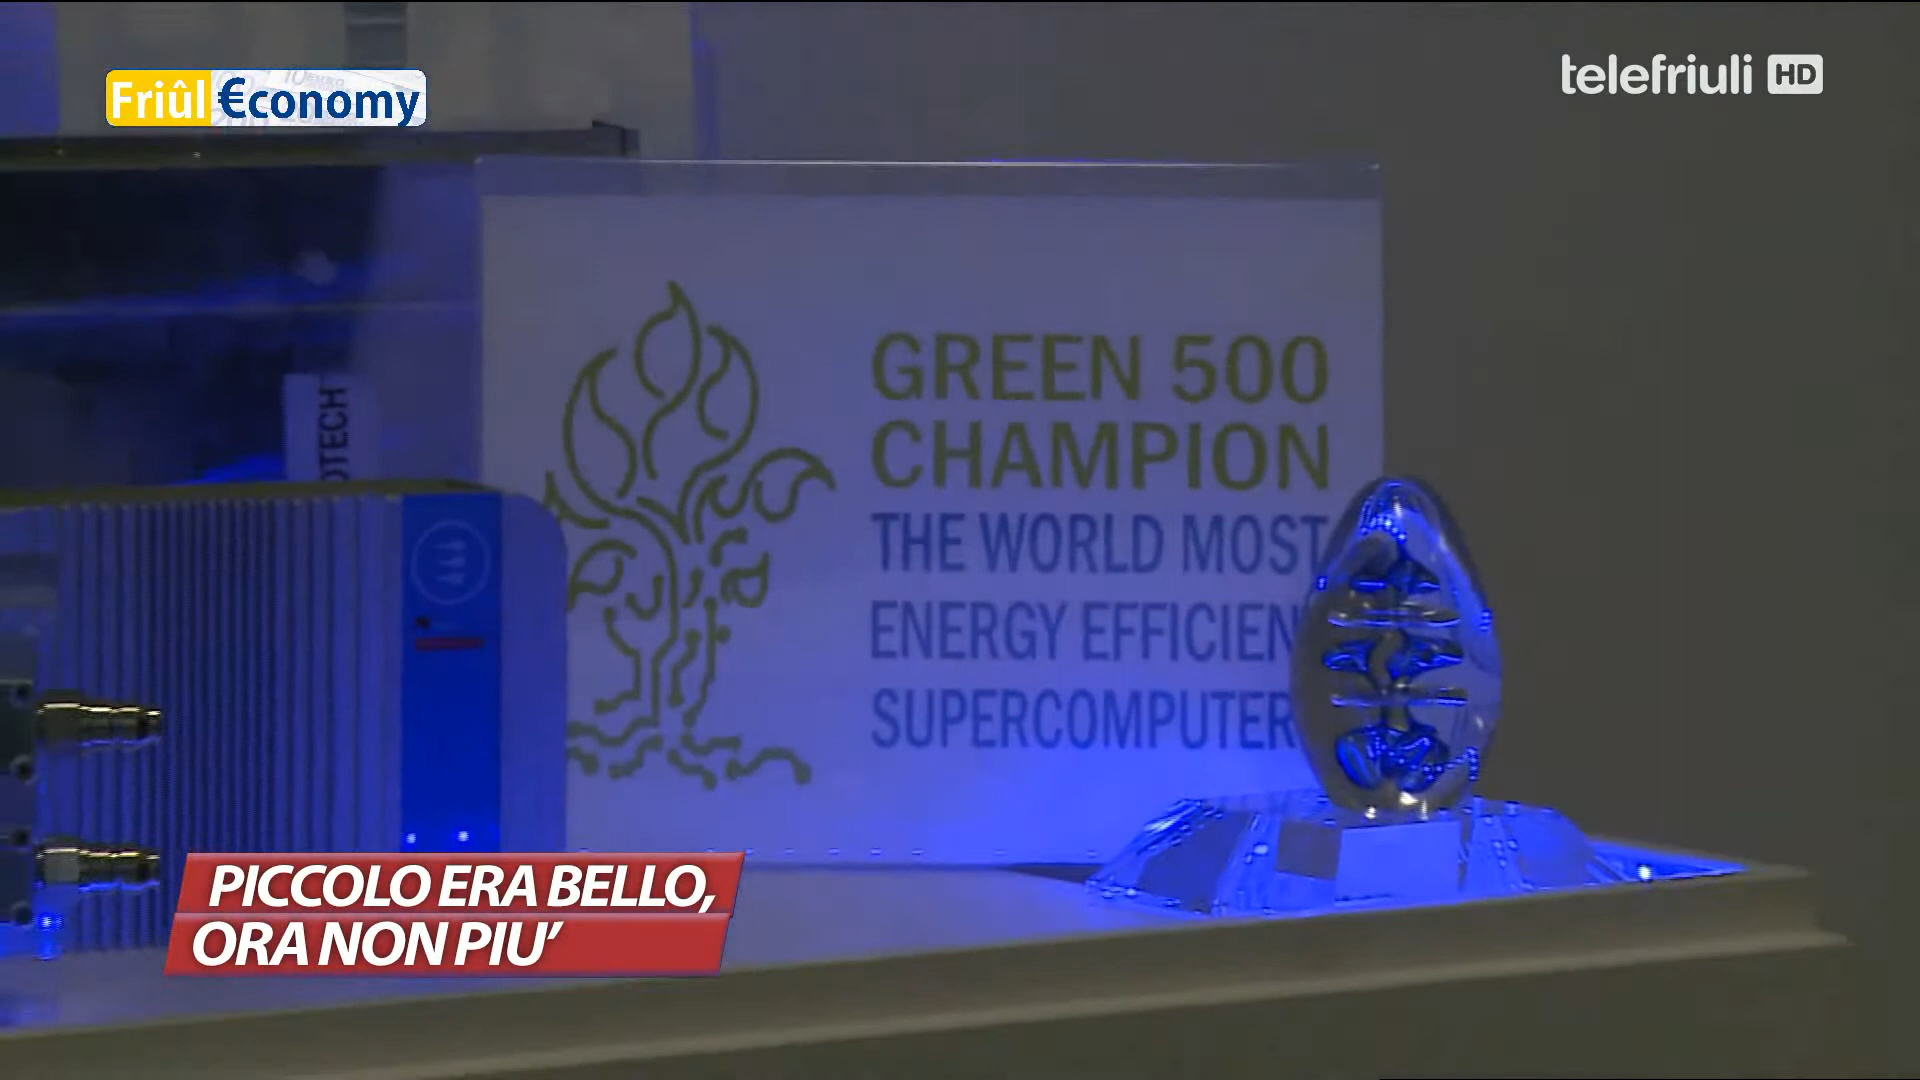 Friûl €conomy
telefriuli HD
GREEN 500
CHAMPION
THE WORLD MOST
ENERGY EFFICIEN
SUPERCOMPUTER
OTECH
PICCOLO ERA BELLO,
ORA NON PIU'